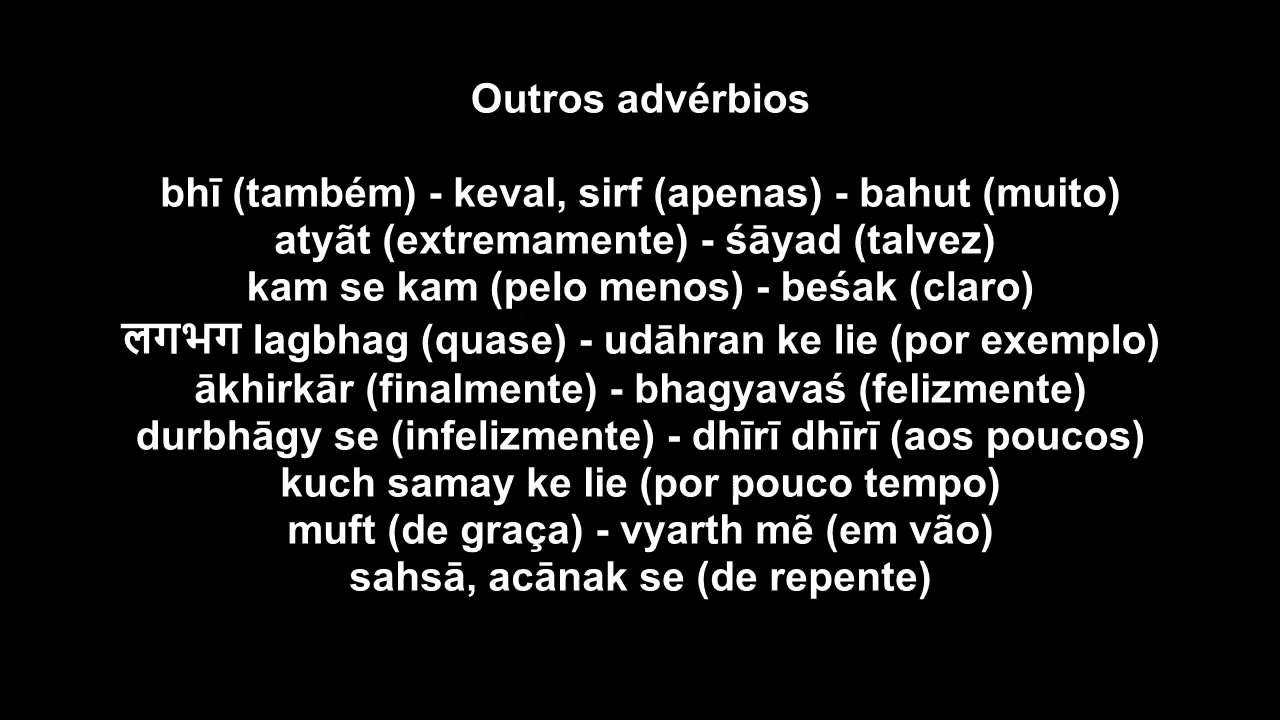 Outros advérbios
bhī (também) - keval, sirf (apenas) - bahut (muito)
atyãt (extremamente) - śāyad (talvez)
kam se kam (pelo menos) - beśak (claro)
लगभग lagbhag (quase) - udāhran ke lie (por exemplo)
ākhirkār (finalmente) - bhagyavaś (felizmente)
durbhāgy se (infelizmente) - dhīrī dhīrī (aos poucos)
kuch samay ke lie (por pouco tempo)
muft (de graça) - vyarth mẽ (em vão)
sahsā, acānak se (de repente)